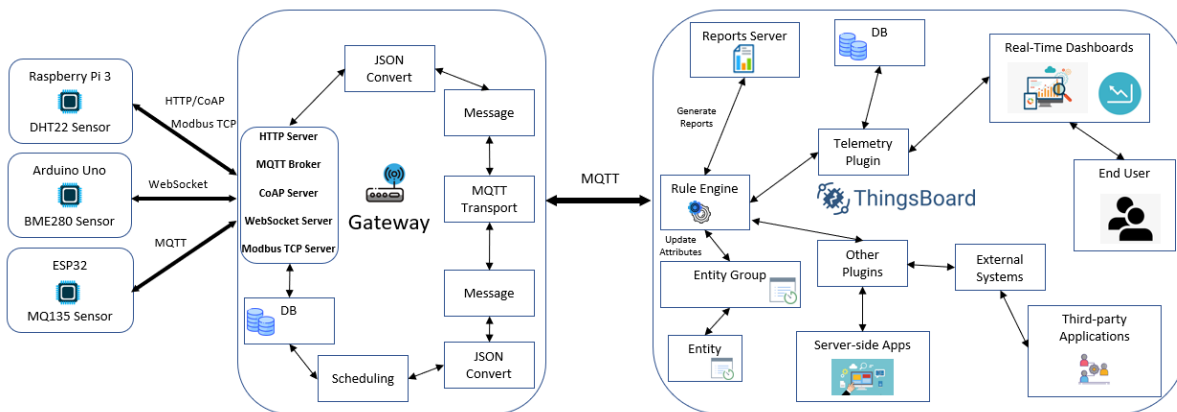 Raspberry Pi 3
DHT22 Sensor
Arduino Uno
BME280 Sensor
ESP32
MQ135 Sensor
HTTP/CoAP
Modbus TCP
WebSocket
MQTT
HTTP Server
MQTT Broker
CoAP Server
WebSocket Server
Modbus TCP Server
Gateway
JSON
Convert
Message
MQTT
Transport
Message
JSON
Convert
Scheduling
DB
MQTT
Reports Server
Generate
Reports
Rule Engine
Update
Attributes
Entity Group
Entity
DB
Telemetry
Plugin
ThingsBoard
Other
Plugins
Server-side Apps
Real-Time Dashboards
End User
External
Systems
Third-party
Applications